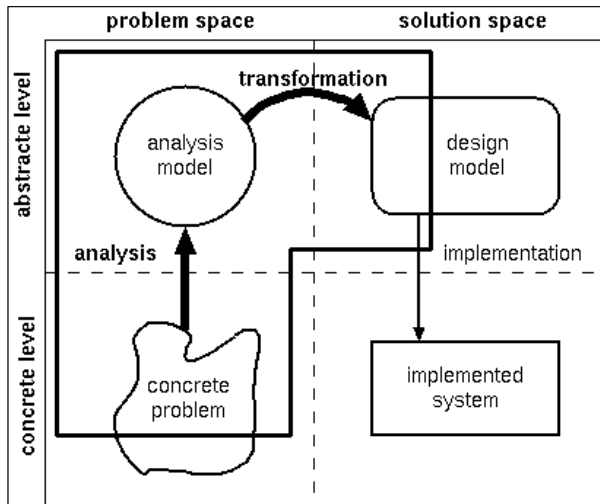 problem space
solution space
abstracte level
transformation
analysis
model
design
model
analysis
implementation
concrete level
concrete
problem
implemented
system